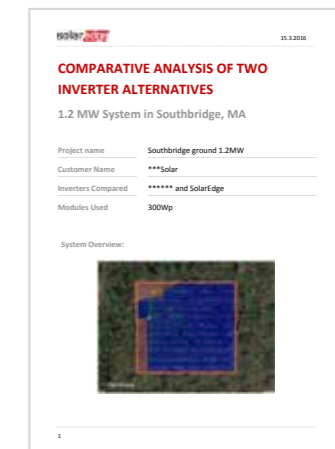 solaredge
15.3.2016
COMPARATIVE ANALYSIS OF TWO
INVERTER ALTERNATIVES
1.2 MW System in Southbridge, MA
Project name Southbridge ground 1.2MW
Customer Name ***Solar
Inverters Compared ****** and SolarEdge
Modules Used 300Wp
System Overview:
1